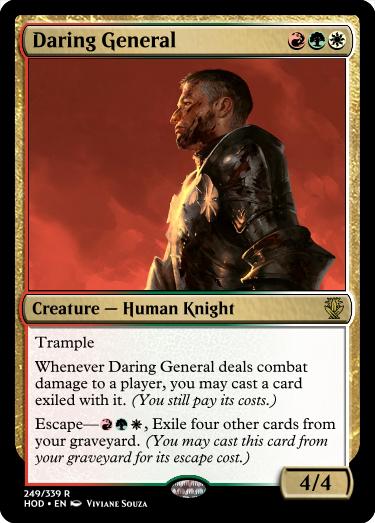 Daring General
Creature — Human Knight
Trample
Whenever Daring General deals combat
damage to a player, you may cast a card
exiled with it. (You still pay its costs.)
Escape—, Exile four other cards from
your graveyard. (You may cast this card from
your graveyard for its escape cost.)
4/4
249/339 R
HOD • EN Viviane Souza